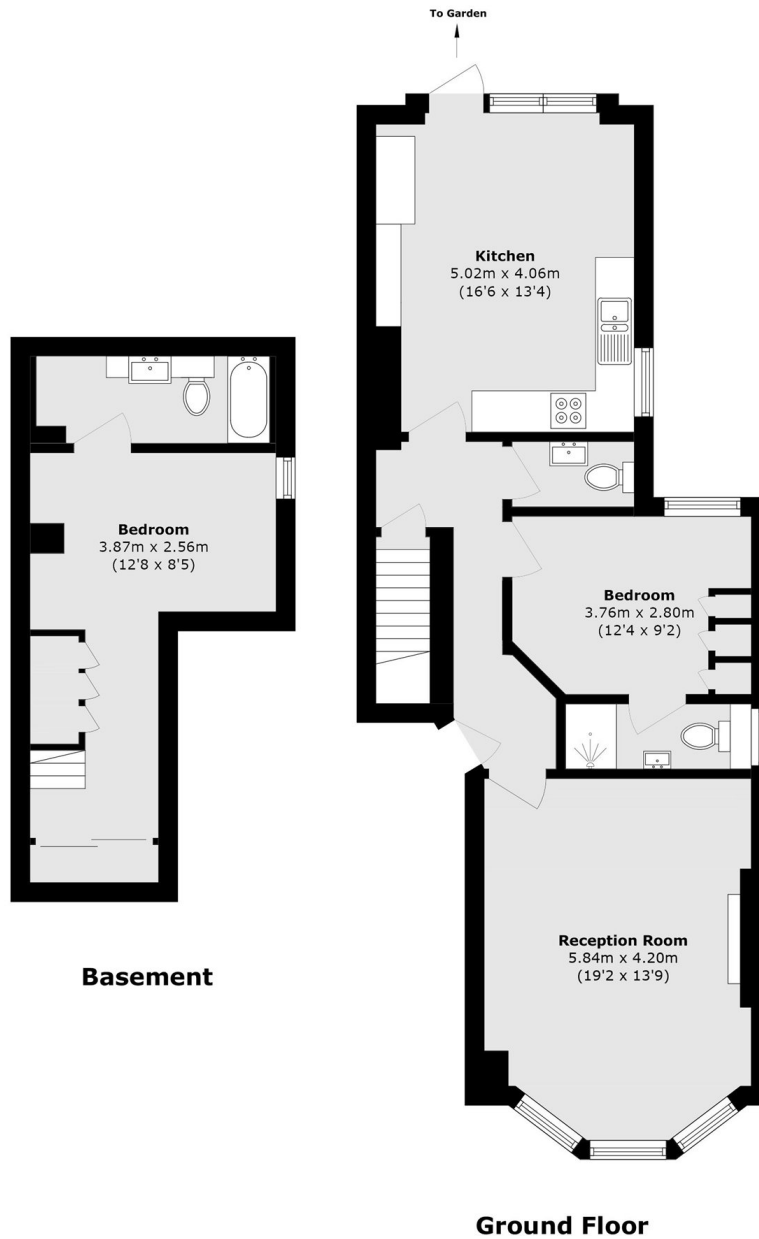 To Garden
Kitchen
5.02m x 4.06m
(16'6 x 13'4)
Bedroom
3.87m x 2.56m
(12'8 x 8'5)
Bedroom
3.76m x 2.80m
(12'4 x 9'2)
Reception Room
5.84m x 4.20m
(19'2 x 13'9)
Basement
Ground Floor